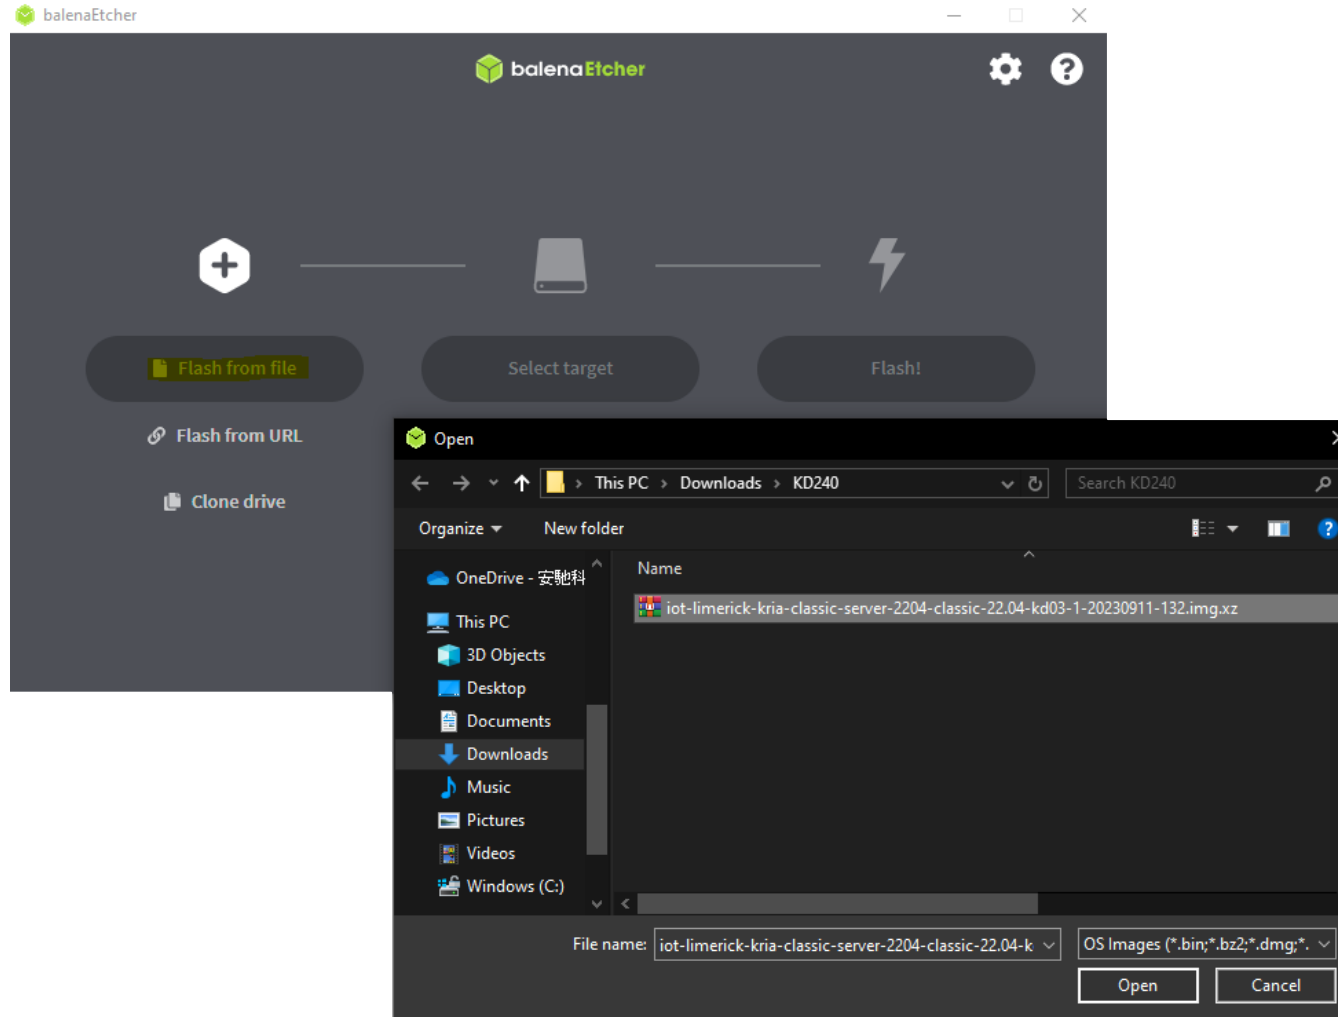 balenaEtcher
balenaEtcher
Flash from file
Select target
Flash!
Flash from URL
Clone drive
Open
This PC > Downloads > KD240
Search KD240
Organize
New folder
Name
OneDrive - 安馳科
iot-limerick-kria-classic-server-2204-classic-22.04-kd03-1-20230911-132.img.xz
This PC
3D Objects
Desktop
Documents
Downloads
Music
Pictures
Videos
Windows (C:)
File name: iot-limerick-kria-classic-server-2204-classic-22.04-k
OS Images (*.bin;*.bz2;*.dmg;*.
Open
Cancel